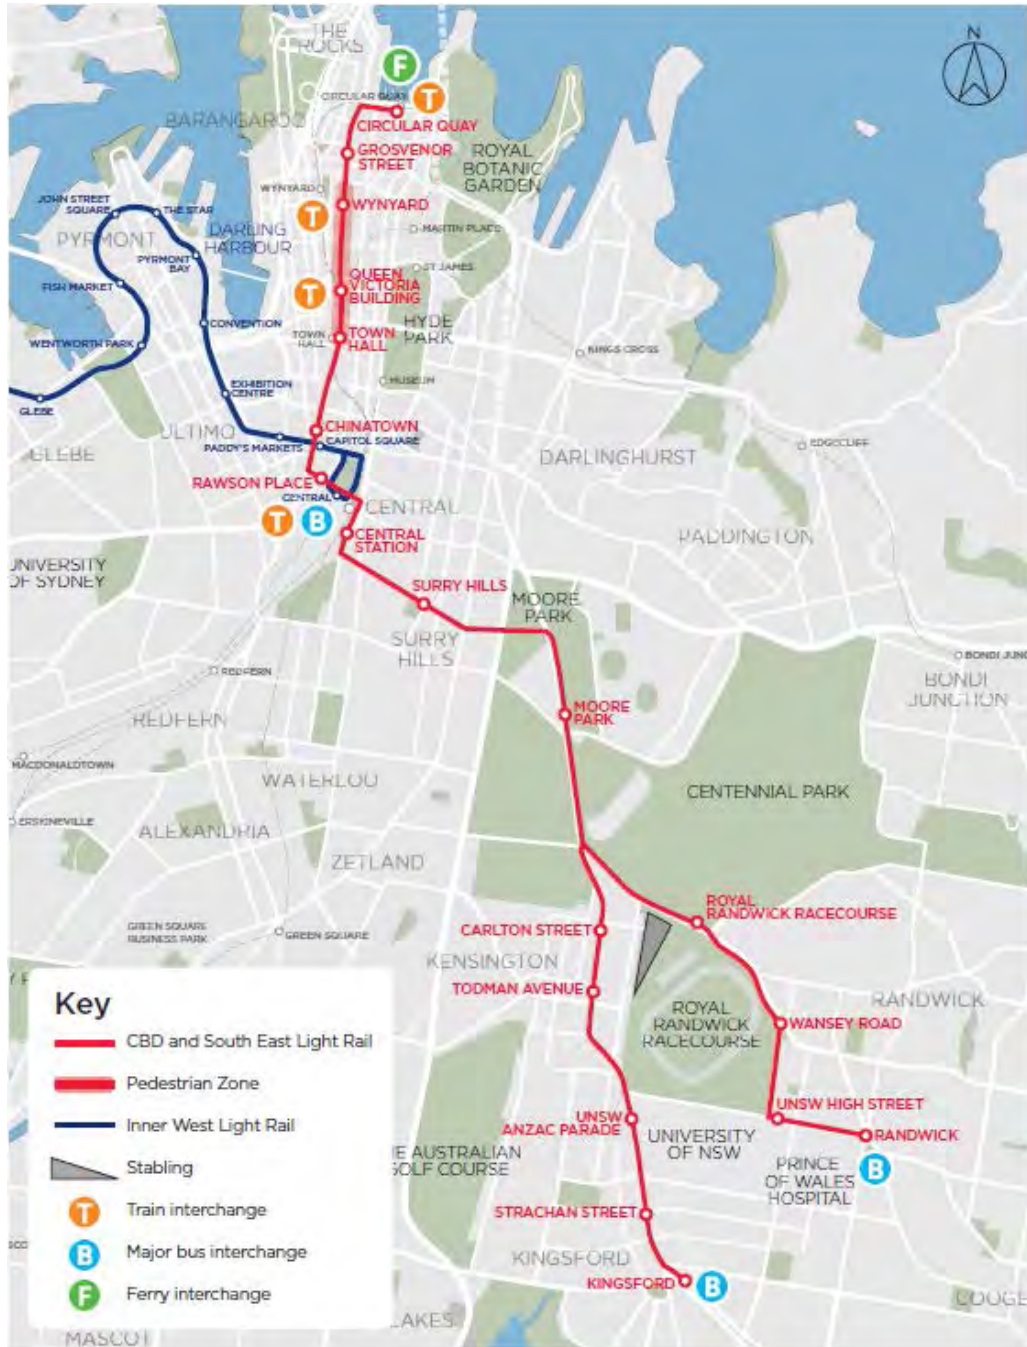 N
THE
ROCKS
F
CIRCULAR QUAY
T
BARANGAROO
CIRCULAR QUAY
GROSVENOR
STREET
ROYAL
BOTANIC
GARDEN
WYNYARD
WYNYARD
T
JOHN STREET
SQUARE
THE STAR
PYRMONT
DARLING
HARBOUR
MARTIN PLACE
PYRMONT
BAY
ST JAMES
FISH MARKET
QUEEN
VICTORIA
BUILDING
T
CONVENTION
HYDE
PARK
TOWN
HALL
TOWN
HALL
WENTWORTH PARK
KINGS CROSS
EXHIBITION
CENTRE
MUSEUM
GLEBE
CHINATOWN
ULTIMO
CAPITOL SQUARE
PADDY'S MARKETS
EDGECLIFF
GLEBE
DARLINGHURST
RAWSON PLACE
CENTRAL
CENTRAL
T
B
CENTRAL
STATION
PADDINGTON
UNIVERSITY
OF SYDNEY
SURRY HILLS
MOORE
PARK
SURRY
HILLS
REDFERN
BONDI JUNC
BONDI
JUNCTION
REDFERN
MOORE
PARK
MACDONALDTOWN
WATERLOO
CENTENNIAL PARK
ERSKINEVILLE
ALEXANDRIA
ZETLAND
ROYAL
RANDWICK RACECOURSE
GREEN SQUARE
BUSINESS PARK
GREEN SQUARE
CARLTON STREET
KENSINGTON
TODMAN AVENUE
RANDWICK
ROYAL
RANDWICK
RACECOURSE
WANSEY ROAD
UNSW HIGH STREET
UNSW
ANZAC PARADE
RANDWICK
UNIVERSITY
OF NSW
B
PRINCE
OF WALES
HOSPITAL
E AUSTRALIAN
GOLF COURSE
STRACHAN STREET
KINGSFORD
KINGSFORD
B
COOGE
LAKES
MASCOT
Key
CBD and South East Light Rail
Pedestrian Zone
Inner West Light Rail
Stabling
T Train interchange
B Major bus interchange
F Ferry interchange